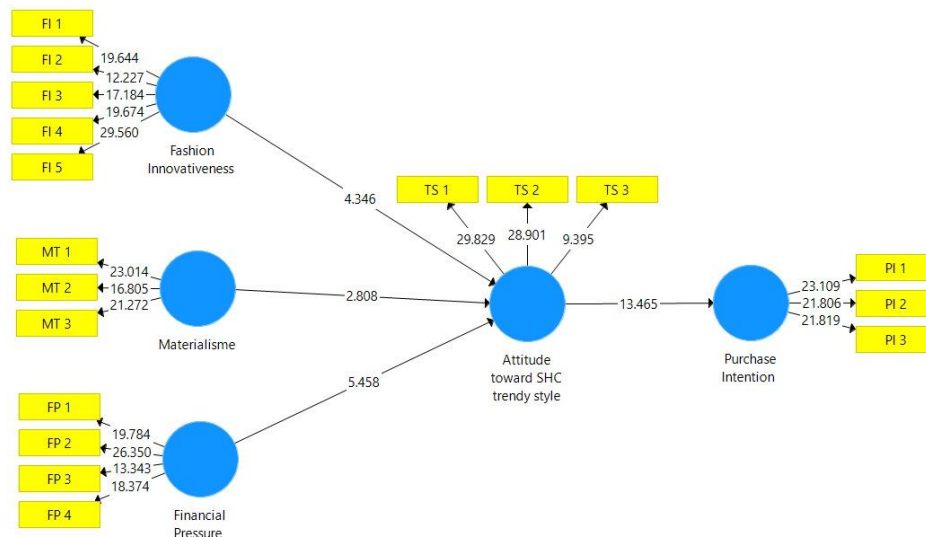 FI 1
FI 2
FI 3
FI 4
FI 5
19.644
12.227
17.184
19.674
29.560
Fashion
Innovativeness
4.346
MT 1
MT 2
MT 3
23.014
16.805
21.272
Materialisme
2.808
FP 1
FP 2
FP 3
FP 4
19.784
26.350
13.343
18.374
Financial
Pressure
5.458
TS 1
TS 2
TS 3
29.829
28.901
9.395
Attitude
toward SHC
trendy style
13.465
Purchase
Intention
23.109
21.806
21.819
PI 1
PI 2
PI 3